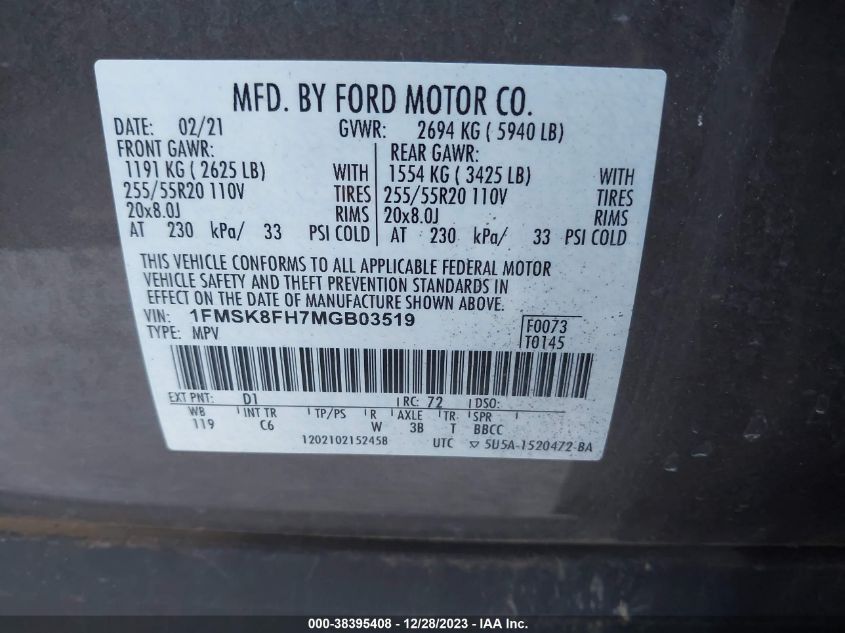 MFD. BY FORD MOTOR CO.
DATE: 02/21 GVWR: 2694 KG ( 5940 LB)
FRONT GAWR: REAR GAWR:
1191 KG ( 2625 LB) WITH 1554 KG ( 3425 LB) WITH
255/55R20 110V TIRES 255/55R20 110V TIRES
20x8.0J RIMS 20x8.0J RIMS
AT 230 kPa/ 33 PSI COLD AT 230 kPa/ 33 PSI COLD
THIS VEHICLE CONFORMS TO ALL APPLICABLE FEDERAL MOTOR
VEHICLE SAFETY AND THEFT PREVENTION STANDARDS IN
EFFECT ON THE DATE OF MANUFACTURE SHOWN ABOVE.
VIN: 1FMSK8FH7MGB03519 F0073
TYPE: MPV T0145
EXT PNT: D1 RC: 72 DSO:
WB INT TR TP/PS R AXLE TR SPR
119 C6 W 3B T BBCC
12021021524​58 UTC ▽ 5U5A-1520472-BA
000-38395408 - 12/28/2023 - IAA Inc.